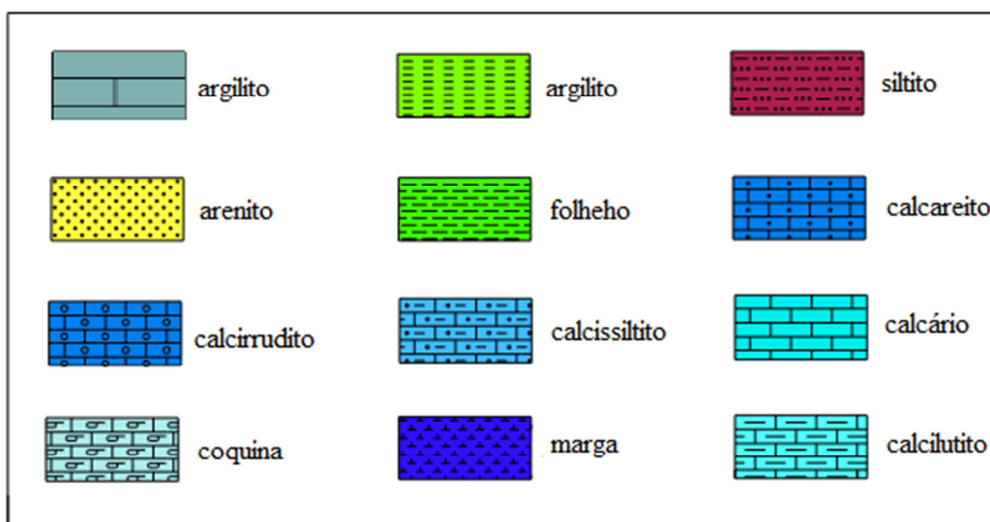 argilito
argilito
siltito
arenito
folheho
calcareito
calcirrudito
calcissiltito
calcário
coquina
marga
calcilutito